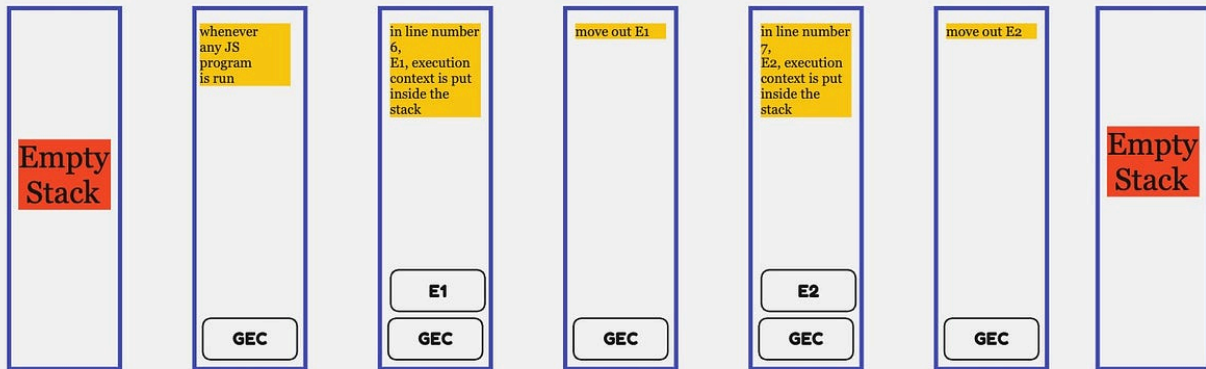 Empty
Stack
whenever
any JS
program
is run
GEC
in line number
6,
E1, execution
context is put
inside the
stack
E1
GEC
move out E1
GEC
in line number
7,
E2, execution
context is put
inside the
stack
E2
GEC
move out E2
GEC
Empty
Stack